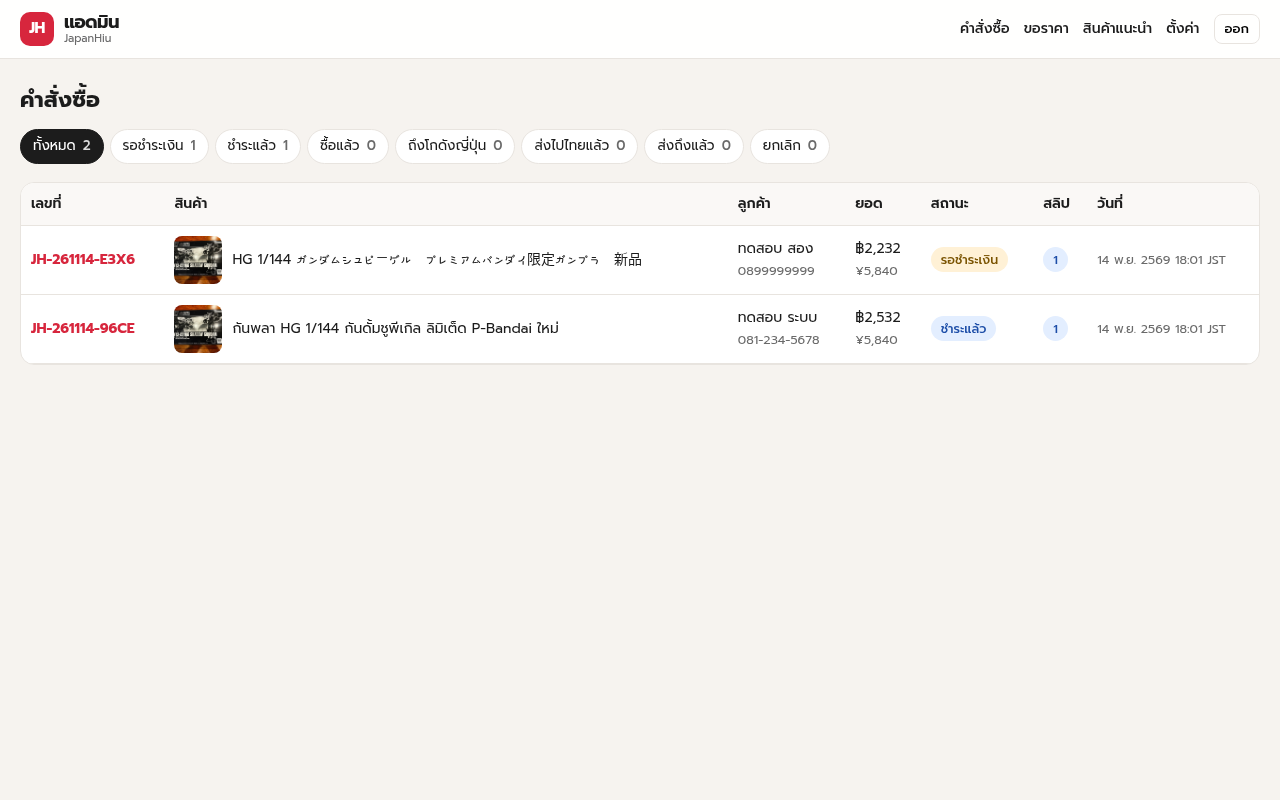 JH
แอดมิน
JapanHiu
คำสั่งซื้อ ขอราคา สินค้าแนะนำ ตั้งค่า ออก
คำสั่งซื้อ
ทั้งหมด 2 รอชำระเงิน 1 ชำระแล้ว 1 ซื้อแล้ว 0 ถึงโกดังญี่ปุ่น 0 ส่งไปไทยแล้ว 0 ส่งถึงแล้ว 0 ยกเลิก 0
เลขที่ สินค้า ลูกค้า ยอด สถานะ สลิป วันที่
JH-261114-E3X6 HG 1/144 ガンダムシュピーゲル　プレミアムバンダイ限定ガンプラ　新品 ทดสอบ สอง ฿2,232 รอชำระเงิน 1 14 พ.ย. 2569 18:01 JST
0899999999 ¥5,840
JH-261114-96CE กันพลา HG 1/144 กันดั้มชูพีเกิล ลิมิเต็ด P-Bandai ใหม่ ทดสอบ ระบบ ฿2,532 ชำระแล้ว 1 14 พ.ย. 2569 18:01 JST
081-234-5678 ¥5,840